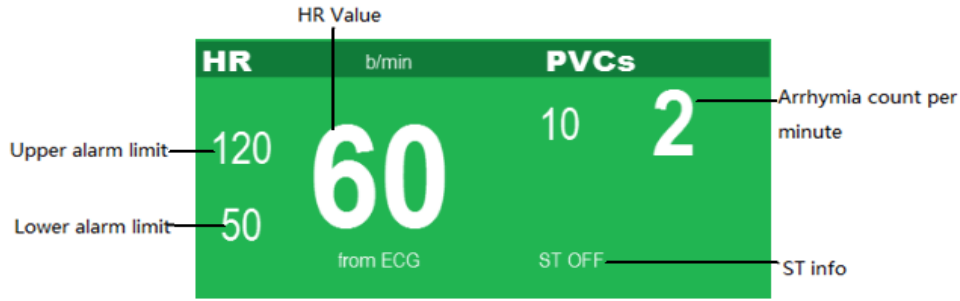 HR Value
HR b/min PVCs
Arrhymia count per
minute
10 2
Upper alarm limit 120
60
Lower alarm limit 50
from ECG ST OFF ST info